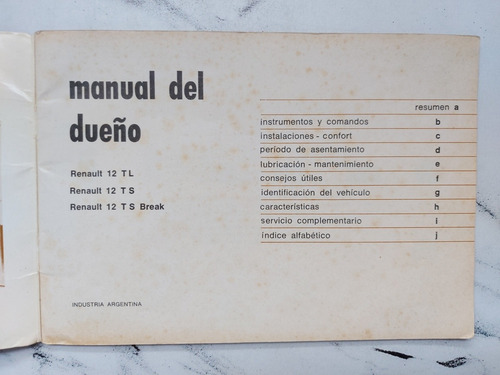 manual del
dueño
Renault 12 TL
Renault 12 TS
Renault 12 TS Break
INDUSTRIA ARGENTINA
resumen a
instrumentos y comandos b
instalaciones - confort c
período de asentamiento d
lubricación - mantenimiento e
consejos útiles f
identificación del vehículo g
características h
servicio complementario i
índice alfabético j